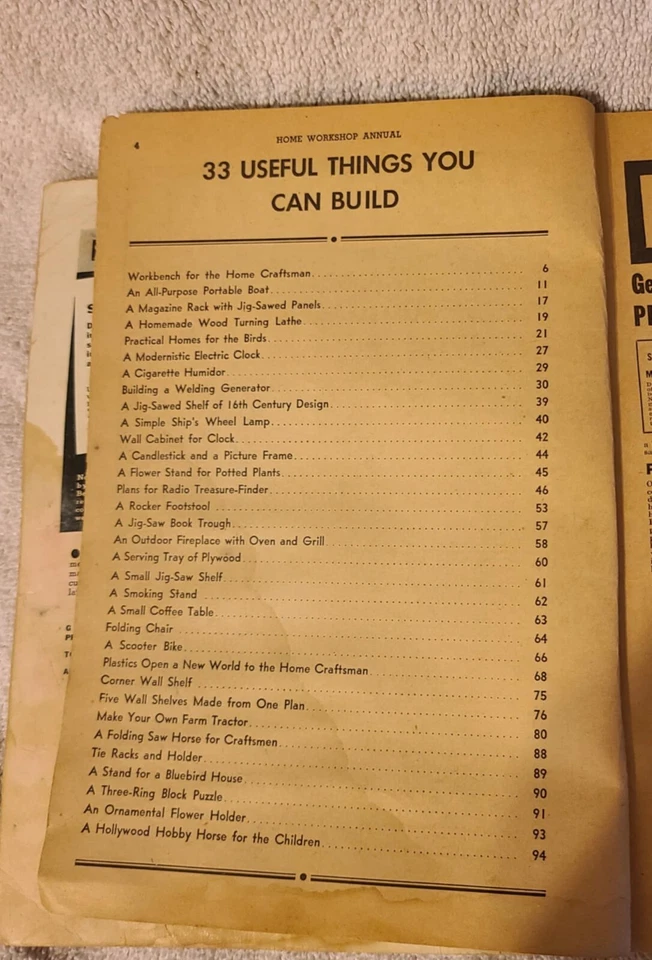 4
HOME WORKSHOP ANNUAL
33 USEFUL THINGS YOU
CAN BUILD
Workbench for the Home Craftsman 6
An All-Purpose Portable Boat 11
A Magazine Rack with Jig-Sawed Panels 17
A Homemade Wood Turning Lathe 19
Practical Homes for the Birds 21
A Modernistic Electric Clock 27
A Cigarette Humidor 29
Building a Welding Generator 30
A Jig-Sawed Shelf of 16th Century Design 39
A Simple Ship's Wheel Lamp 40
Wall Cabinet for Clock 42
A Candlestick and a Picture Frame 44
A Flower Stand for Potted Plants 45
Plans for Radio Treasure-Finder 46
A Rocker Footstool 53
A Jig-Saw Book Trough 57
An Outdoor Fireplace with Oven and Grill 58
A Serving Tray of Plywood 60
A Small Jig-Saw Shelf 61
A Smoking Stand 62
A Small Coffee Table 63
Folding Chair 64
A Scooter Bike 66
Plastics Open a New World to the Home Craftsman 68
Corner Wall Shelf 75
Five Wall Shelves Made from One Plan 76
Make Your Own Farm Tractor 80
A Folding Saw Horse for Craftsmen 88
Tie Racks and Holder 89
A Stand for a Bluebird House 90
A Three-Ring Block Puzzle 91
An Ornamental Flower Holder 93
A Hollywood Hobby Horse for the Children 94